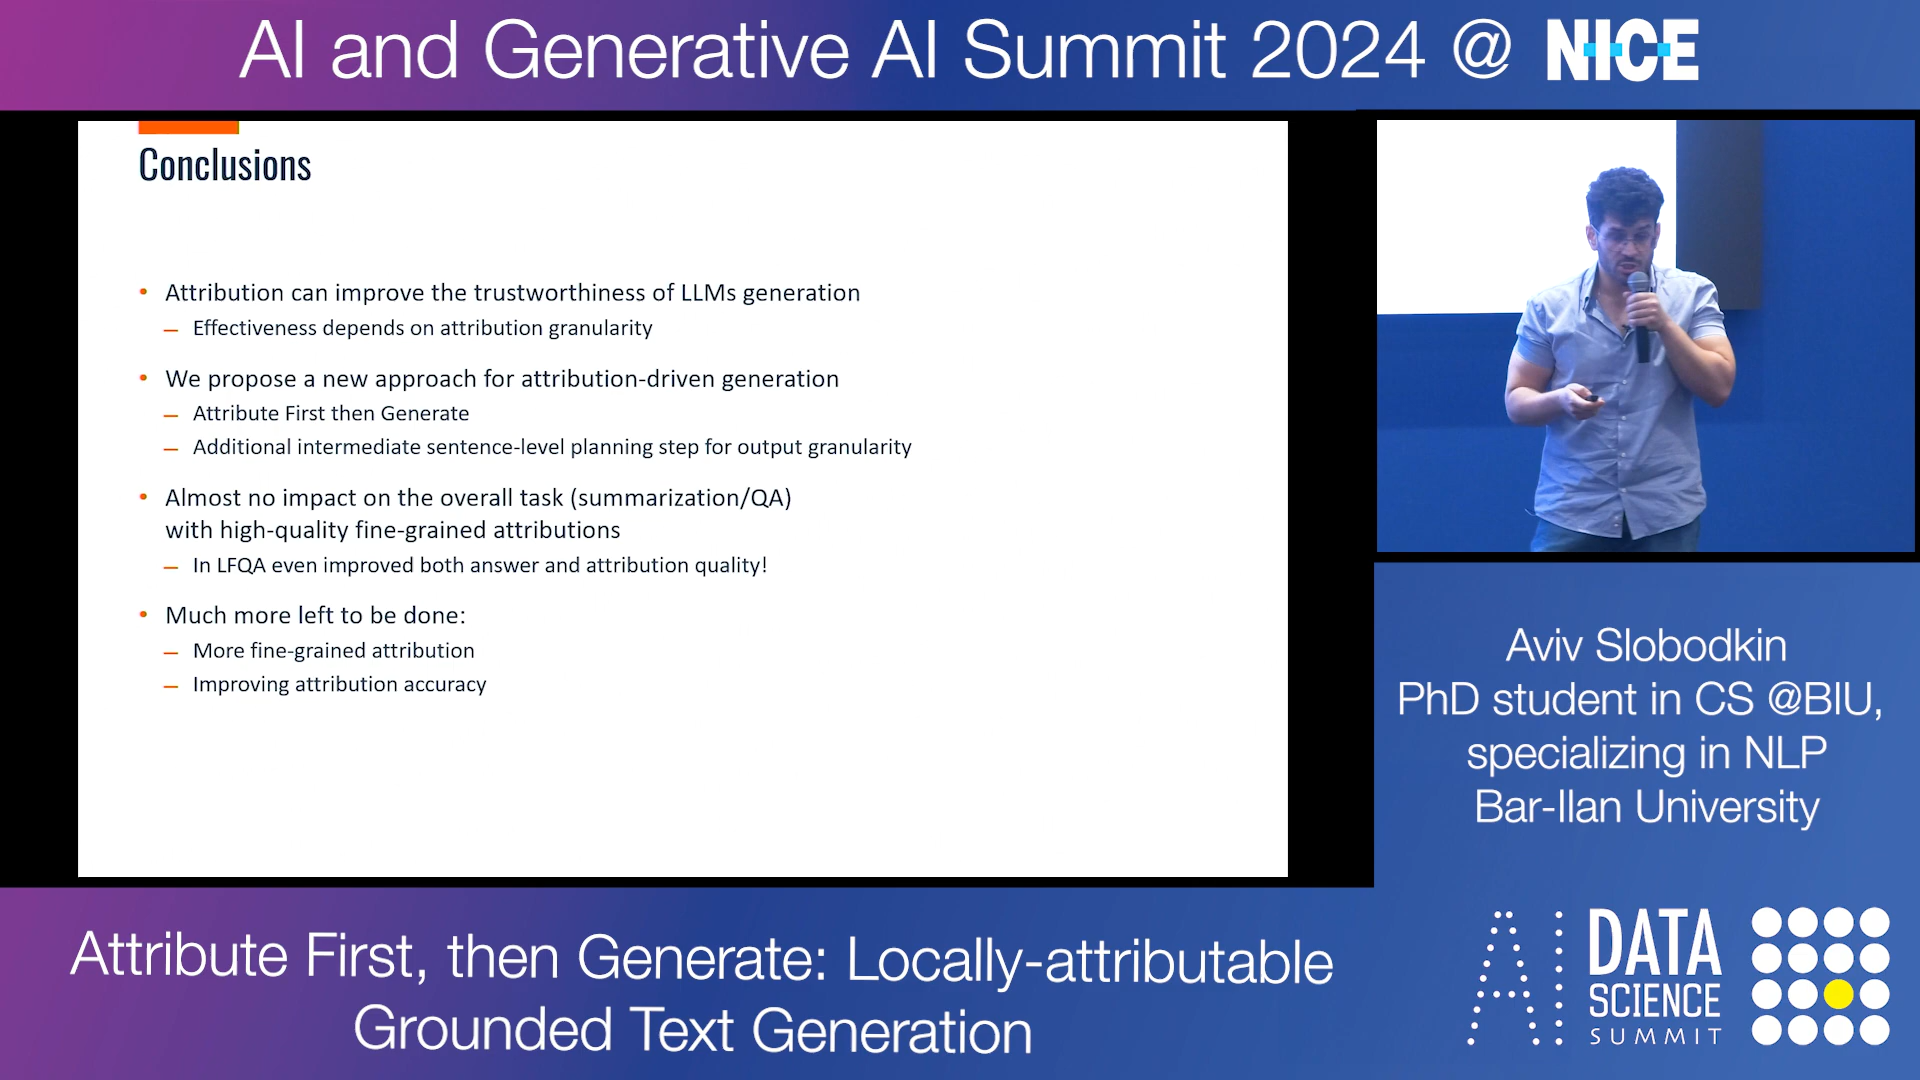 AI and Generative AI Summit 2024 @ NICE
Conclusions
• Attribution can improve the trustworthiness of LLMs generation
– Effectiveness depends on attribution granularity
• We propose a new approach for attribution-driven generation
– Attribute First then Generate
– Additional intermediate sentence-level planning step for output granularity
• Almost no impact on the overall task (summarization/QA)
with high-quality fine-grained attributions
– In LFQA even improved both answer and attribution quality!
• Much more left to be done:
– More fine-grained attribution
– Improving attribution accuracy
Aviv Slobodkin
PhD student in CS @BIU,
specializing in NLP
Bar-Ilan University
Attribute First, then Generate: Locally-attributable
Grounded Text Generation
AI
DATA
SCIENCE
SUMMIT